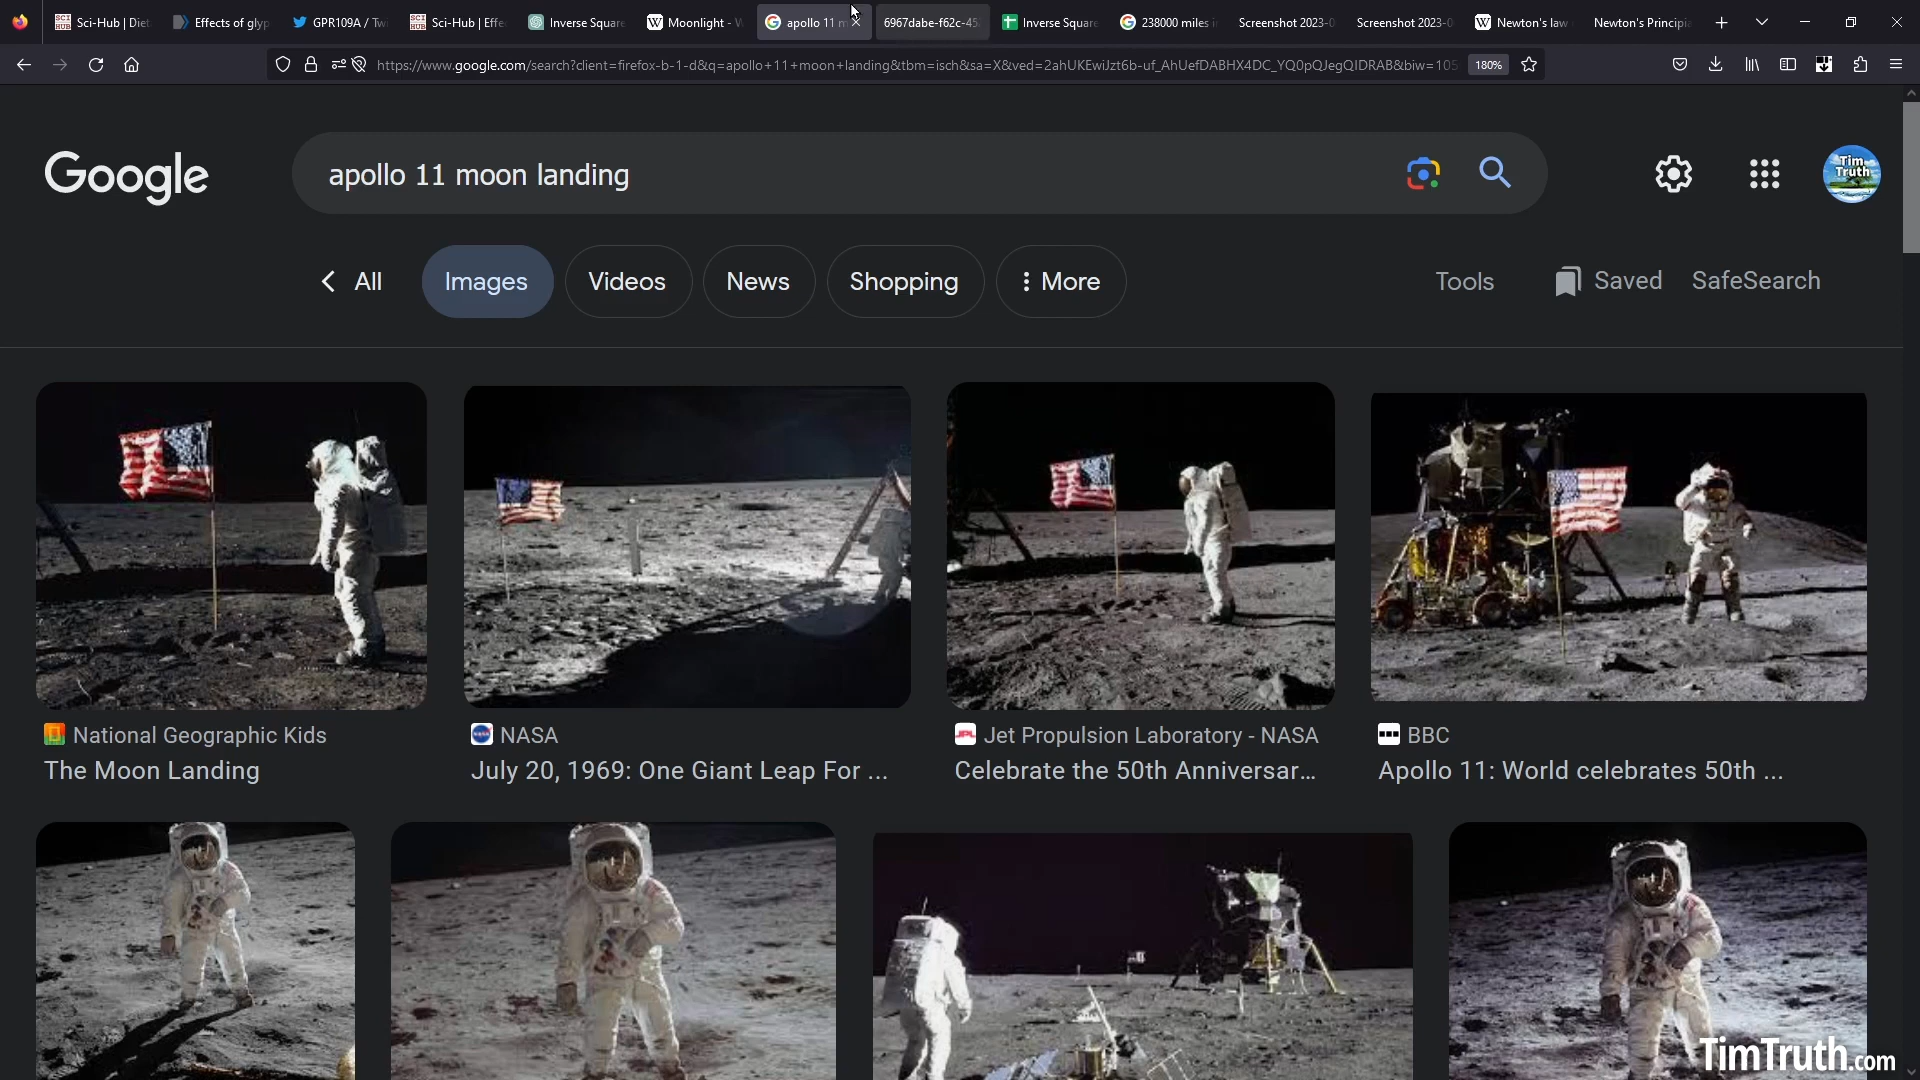 Sci-Hub | Diet
Effects of glyp
GPR109A / Tw
Sci-Hub | Effe
Inverse Square
Moonlight - W
apollo 11 m
6967dabe-f62c-45
Inverse Square
238000 miles i
Screenshot 2023-0
Screenshot 2023-0
Newton's law
Newton's Principia
https://www.google.com/search?client=firefox-b-1-d&q=apollo+11+moon+landing&tbm=isch&sa=X&ved=2ahUKEwiJzt6b-uf_AhUefDABHX4DC_YQ0pQJegQIDRAB&biw=105
180%
Google
apollo 11 moon landing
Tim Truth
All
Images
Videos
News
Shopping
More
Tools
Saved
SafeSearch
National Geographic Kids
The Moon Landing
NASA
July 20, 1969: One Giant Leap For ...
Jet Propulsion Laboratory - NASA
Celebrate the 50th Anniversar...
BBC
Apollo 11: World celebrates 50th ...
TimTruth.com